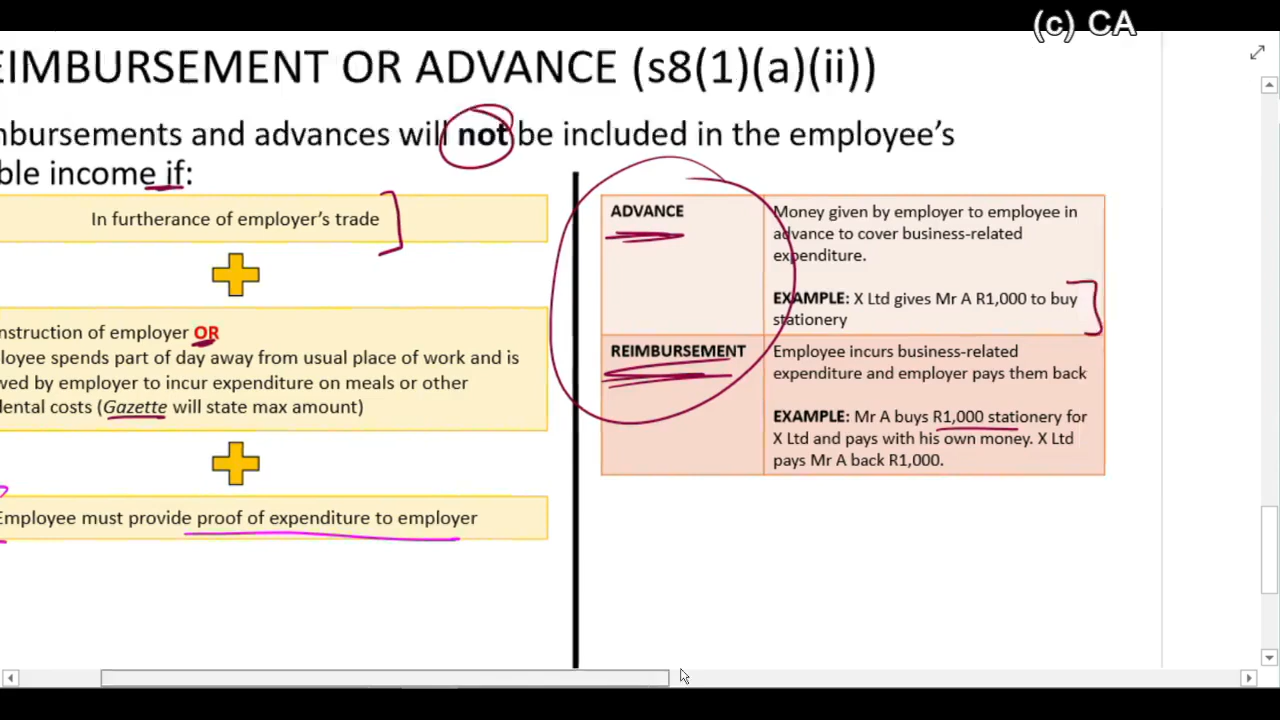 (c) CA
EIMBURSEMENT OR ADVANCE (s8(1)(a)(ii))
nbursements and advances will not be included in the employee's
ble income if:
In furtherance of employer's trade
nstruction of employer OR
loyee spends part of day away from usual place of work and is
wed by employer to incur expenditure on meals or other
dental costs (Gazette will state max amount)
Employee must provide proof of expenditure to employer
ADVANCE
Money given by employer to employee in
advance to cover business-related
expenditure.
EXAMPLE: X Ltd gives Mr A R1,000 to buy
stationery
REIMBURSEMENT
Employee incurs business-related
expenditure and employer pays them back
EXAMPLE: Mr A buys R1,000 stationery for
X Ltd and pays with his own money. X Ltd
pays Mr A back R1,000.